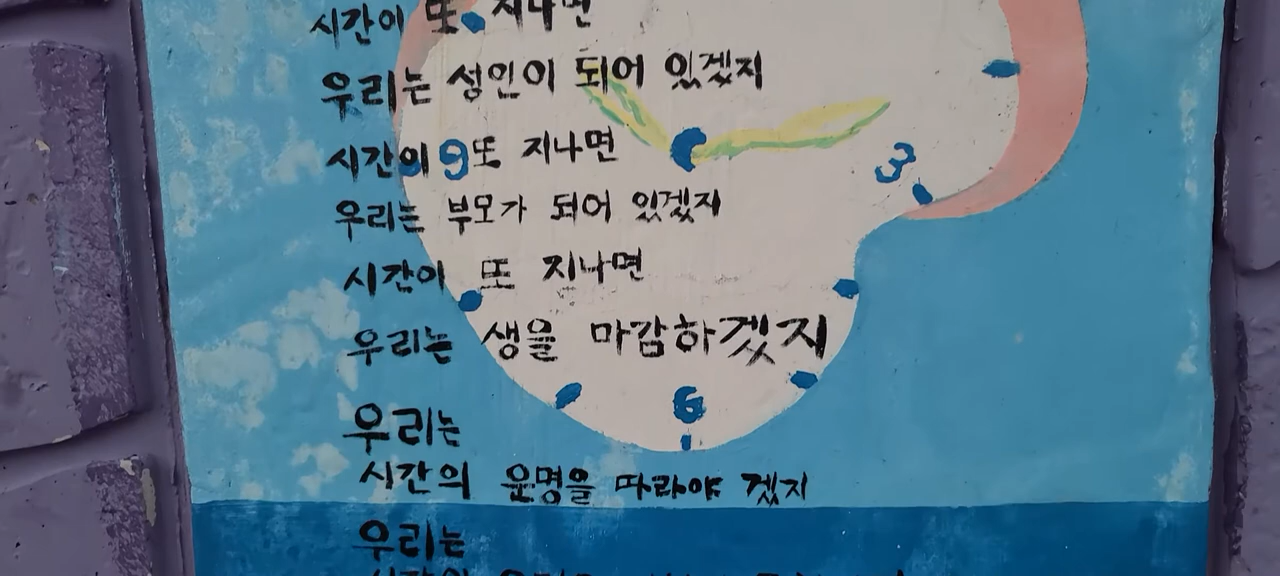 시간이 또 지나면
우리는 성인이 되어 있겠지
시간이 또 지나면
9
3
우리는 부모가 되어 있겠지
시간이 또 지나면
우리는 생을 마감하겠지
6
우리는
시간의 운명을 따라야 겠지
우리는